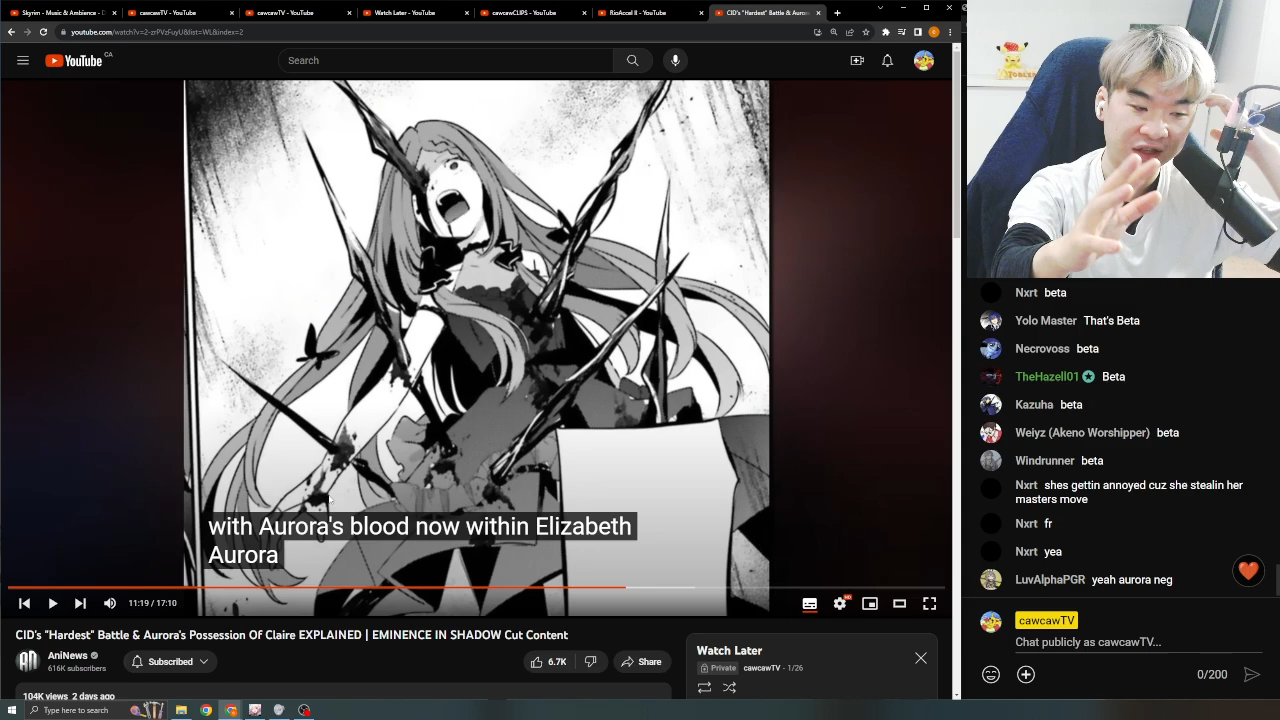 Skyrim - Music & Ambience - D
cawcawTV - YouTube
cawcawTV - YouTube
Watch Later - YouTube
cawcawCLIPS - YouTube
RioAccel II - YouTube
CID's "Hardest" Battle & Aurora
youtube.com/watch?v=2-zrPVzFuyU&list=WL&index=2
YouTube CA
Search
with Aurora's blood now within Elizabeth
Aurora
11:19 / 17:10
HD
CID's "Hardest" Battle & Aurora's Possession Of Claire EXPLAINED | EMINENCE IN SHADOW Cut Content
AniNews
616K subscribers
Subscribed
6.7K
Share
104K views 2 days ago
Watch Later
Private cawcawTV - 1/26
Type here to search
Nxrt beta
Yolo Master That's Beta
Necrovoss beta
TheHazell01 Beta
Kazuha beta
Weiyz (Akeno Worshipper) beta
Windrunner beta
Nxrt shes gettin annoyed cuz she stealin her
masters move
Nxrt fr
Nxrt yea
LuvAlphaPGR yeah aurora neg
cawcawTV
Chat publicly as cawcawTV...
0/200